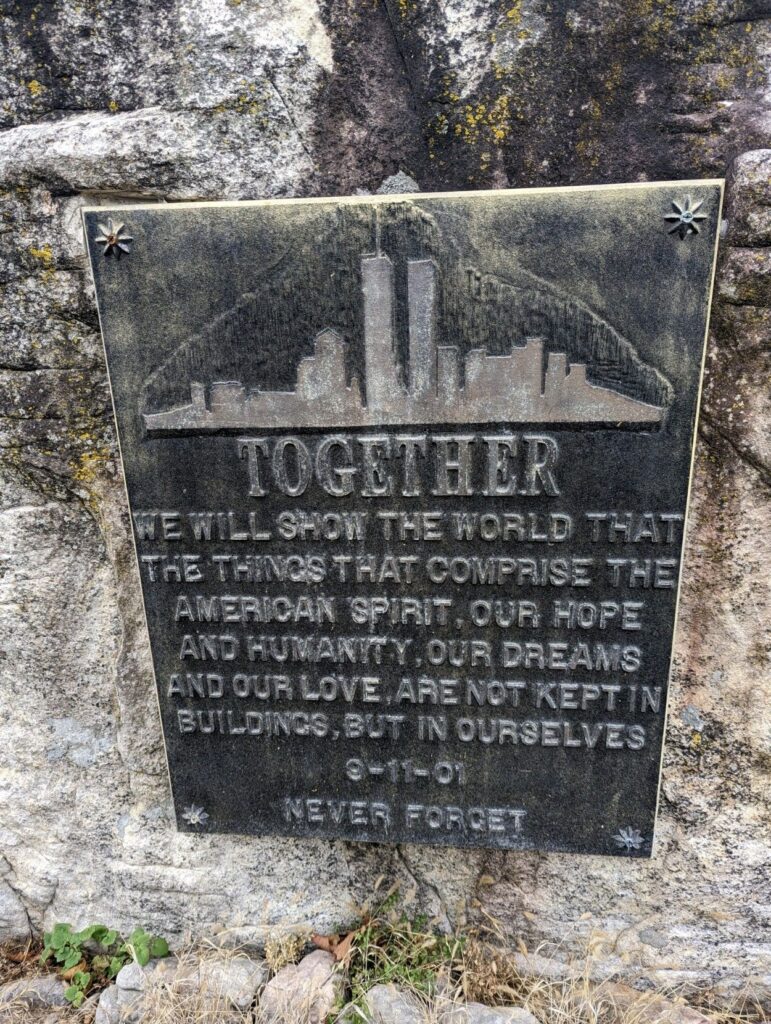 TOGETHER
WE WILL SHOW THE WORLD THAT
THE THINGS THAT COMPRISE THE
AMERICAN SPIRIT, OUR HOPE
AND HUMANITY, OUR DREAMS
AND OUR LOVE, ARE NOT KEPT IN
BUILDINGS, BUT IN OURSELVES
9-11-01
NEVER FORGET